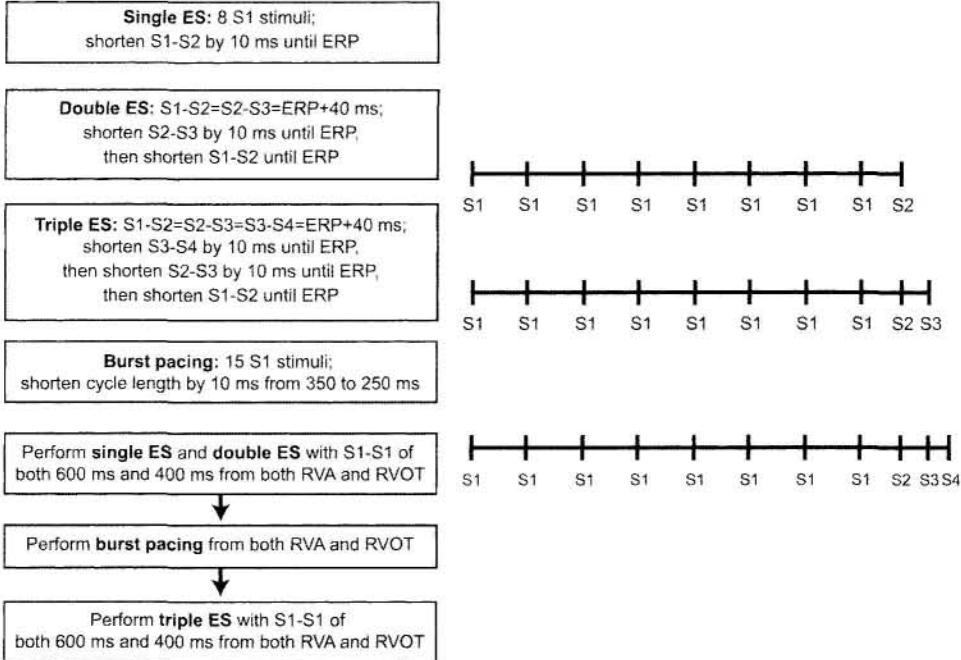 Single ES: 8 S1 stimuli;
shorten S1-S2 by 10 ms until ERP
Double ES: S1-S2=S2-S3=ERP+40 ms;
shorten S2-S3 by 10 ms until ERP,
then shorten S1-S2 until ERP
Triple ES: S1-S2=S2-S3=S3-S4=ERP+40 ms;
shorten S3-S4 by 10 ms until ERP,
then shorten S2-S3 by 10 ms until ERP,
then shorten S1-S2 until ERP
Burst pacing: 15 S1 stimuli;
shorten cycle length by 10 ms from 350 to 250 ms
Perform single ES and double ES with S1-S1 of
both 600 ms and 400 ms from both RVA and RVOT
Perform burst pacing from both RVA and RVOT
Perform triple ES with S1-S1 of
both 600 ms and 400 ms from both RVA and RVOT
S1 S1 S1 S1 S1 S1 S1 S1 S2
S1 S1 S1 S1 S1 S1 S1 S1 S2 S3
S1 S1 S1 S1 S1 S1 S1 S1 S2 S3 S4